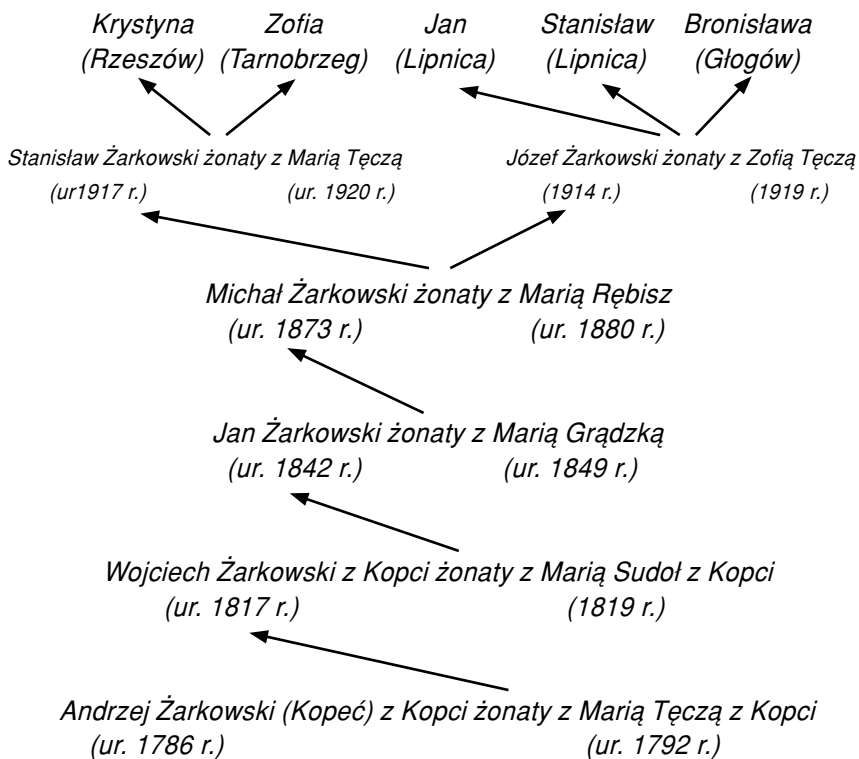 Krystyna Zofia Jan Stanisław Bronisława
(Rzeszów) (Tarnobrzeg) (Lipnica) (Lipnica) (Głogów)
Stanisław Żarkowski żonaty z Marią Tęczą Józef Żarkowski żonaty z Zofią Tęczą
(ur1917 r.) (ur. 1920 r.) (1914 r.) (1919 r.)
Michał Żarkowski żonaty z Marią Rębisz
(ur. 1873 r.) (ur. 1880 r.)
Jan Żarkowski żonaty z Marią Grądzką
(ur. 1842 r.) (ur. 1849 r.)
Wojciech Żarkowski z Kopci żonaty z Marią Sudoł z Kopci
(ur. 1817 r.) (1819 r.)
Andrzej Żarkowski (Kopeć) z Kopci żonaty z Marią Tęczą z Kopci
(ur. 1786 r.) (ur. 1792 r.)